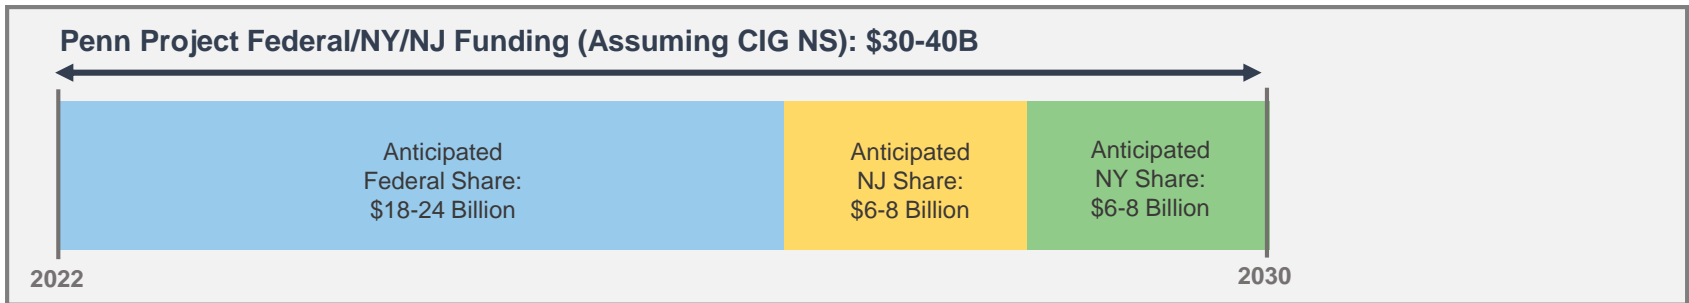 Penn Project Federal/NY/NJ Funding (Assuming CIG NS): $30-40B
Anticipated
Federal Share:
$18-24 Billion
Anticipated
NJ Share:
$6-8 Billion
Anticipated
NY Share:
$6-8 Billion
2022
2030